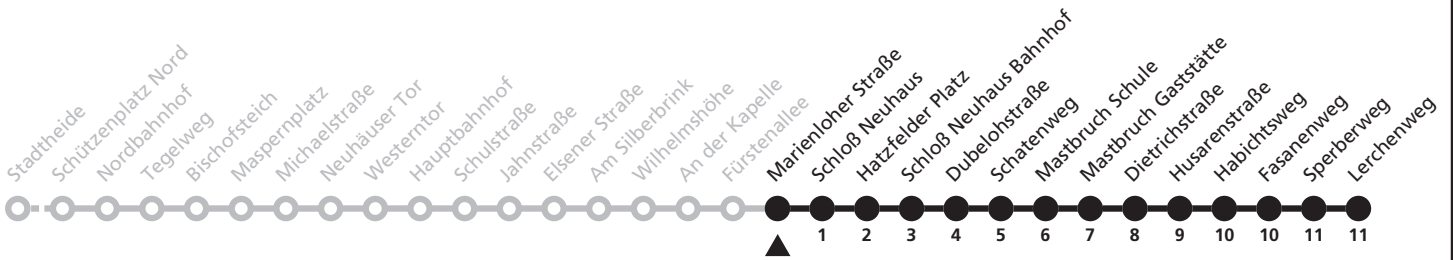 Stadtheide
Schützenplatz Nord
Nordbahnhof
Tegelweg
Bischofsteich
Maspernplatz
Michaelstraße
Neuhäuser Tor
Westerntor
Hauptbahnhof
Schulstraße
Jahnstraße
Elsener Straße
Am Silberbrink
Wilhelmshöhe
An der Kapelle
Fürstenallee
Marienloher Straße
Schloß Neuhaus
Hatzfelder Platz
Schloß Neuhaus Bahnhof
Dubelohstraße
Schatenweg
Mastbruch Schule
Mastbruch Gaststätte
Dietrichstraße
Husarenstraße
Habichtsweg
Fasanenweg
Sperberweg
Lerchenweg
1 2 3 4 5 6 7 8 9 10 10 11 11